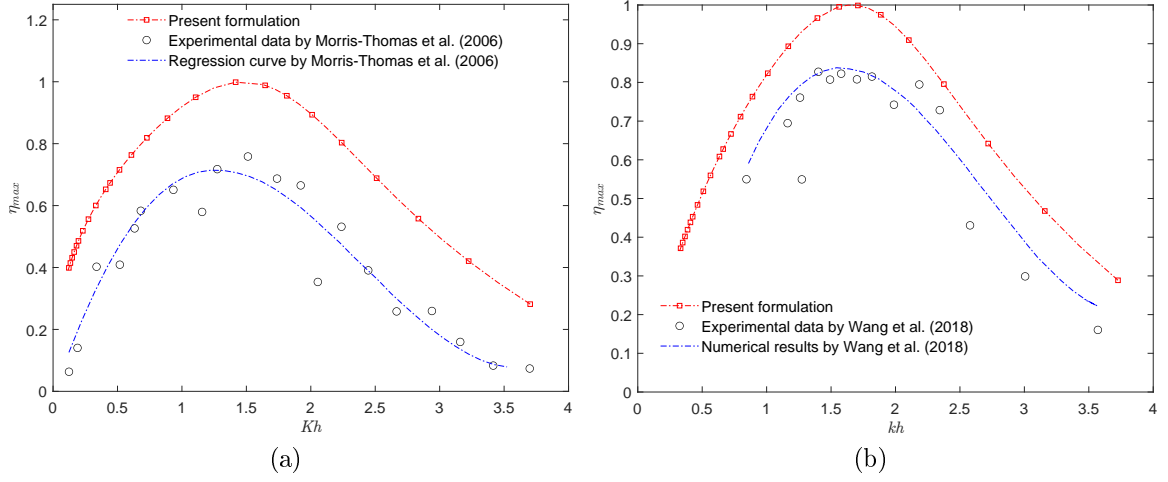 Present formulation
Experimental data by Morris-Thomas et al. (2006)
Regression curve by Morris-Thomas et al. (2006)
1.2
1
0.8
0.6
0.4
0.2
0
η_max
0 0.5 1 1.5 2 2.5 3 3.5 4
Kh
(a)
1
0.9
0.8
0.7
0.6
0.5
0.4
0.3
0.2
0.1
0
η_max
Present formulation
Experimental data by Wang et al. (2018)
Numerical results by Wang et al. (2018)
0 0.5 1 1.5 2 2.5 3 3.5 4
kh
(b)